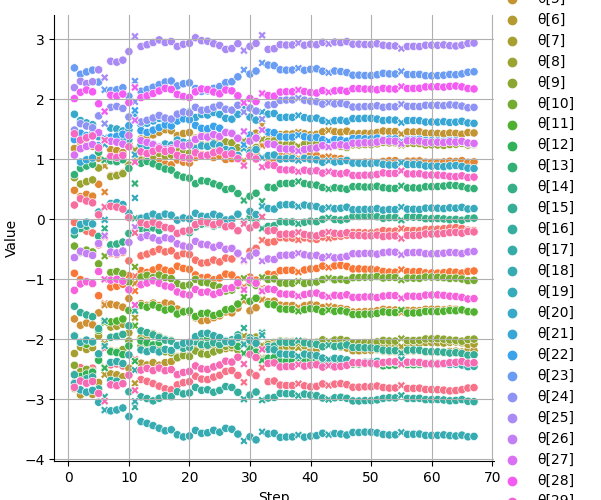 θ[5]
θ[6]
θ[7]
θ[8]
θ[9]
θ[10]
θ[11]
θ[12]
θ[13]
θ[14]
θ[15]
θ[16]
θ[17]
θ[18]
θ[19]
θ[20]
θ[21]
θ[22]
θ[23]
θ[24]
θ[25]
θ[26]
θ[27]
θ[28]
θ[29]
3
2
1
0
−1
−2
−3
−4
Value
0 10 20 30 40 50 60 70
Step